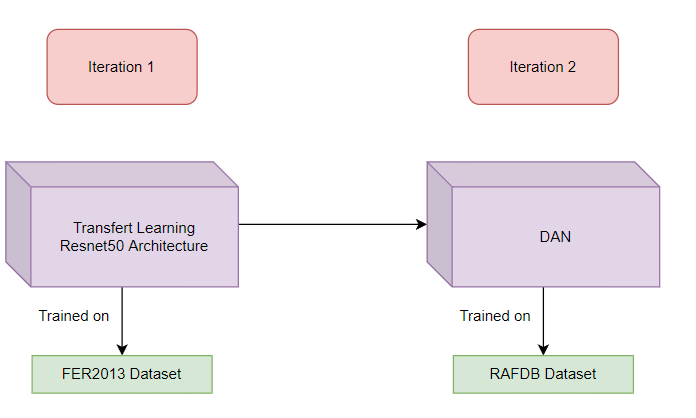 Iteration 1
Iteration 2
Transfert Learning
Resnet50 Architecture
DAN
Trained on
Trained on
FER2013 Dataset
RAFDB Dataset